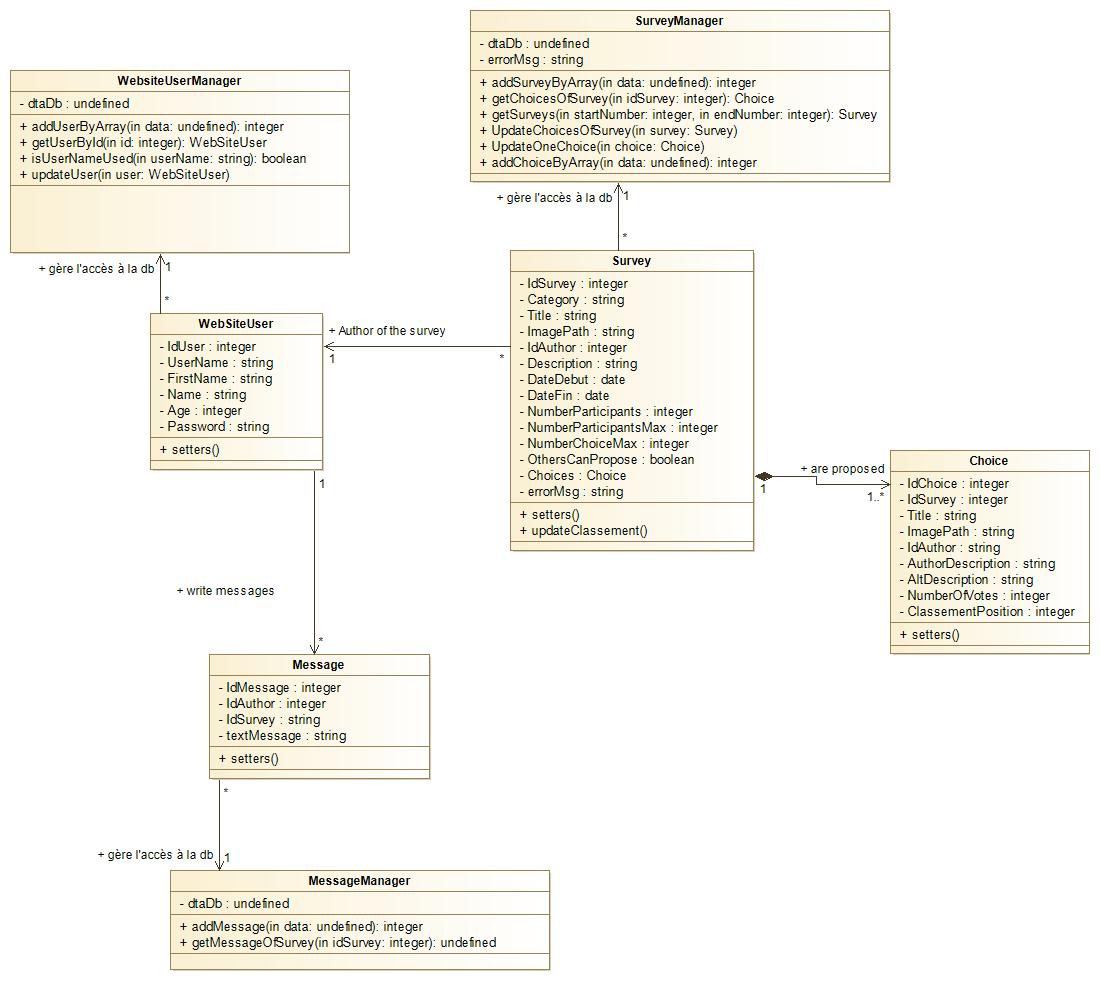 SurveyManager
- dtaDb : undefined
- errorMsg : string
+ addSurveyByArray(in data: undefined): integer
+ getChoicesOfSurvey(in idSurvey: integer): Choice
+ getSurveys(in startNumber: integer, in endNumber: integer): Survey
+ UpdateChoicesOfSurvey(in survey: Survey)
+ UpdateOneChoice(in choice: Choice)
+ addChoiceByArray(in data: undefined): integer
WebsiteUserManager
- dtaDb : undefined
+ addUserByArray(in data: undefined): integer
+ getUserById(in id: integer): WebSiteUser
+ isUserNameUsed(in userName: string): boolean
+ updateUser(in user: WebSiteUser)
+ gère l'accès à la db
1
*
+ gère l'accès à la db
1
*
WebSiteUser
- IdUser : integer
- UserName : string
- FirstName : string
- Name : string
- Age : integer
- Password : string
+ setters()
+ Author of the survey
1
*
Survey
- IdSurvey : integer
- Category : string
- Title : string
- ImagePath : string
- IdAuthor : integer
- Description : string
- DateDebut : date
- DateFin : date
- NumberParticipants : integer
- NumberParticipantsMax : integer
- NumberChoiceMax : integer
- OthersCanPropose : boolean
- Choices : Choice
- errorMsg : string
+ setters()
+ updateClassement()
+ are proposed
1
1..*
Choice
- IdChoice : integer
- IdSurvey : integer
- Title : string
- ImagePath : string
- IdAuthor : string
- AuthorDescription : string
- AltDescription : string
- NumberOfVotes : integer
- ClassementPosition : integer
+ setters()
1
+ write messages
*
Message
- IdMessage : integer
- IdAuthor : integer
- IdSurvey : string
- textMessage : string
+ setters()
*
+ gère l'accès à la db
1
MessageManager
- dtaDb : undefined
+ addMessage(in data: undefined): integer
+ getMessageOfSurvey(in idSurvey: integer): undefined